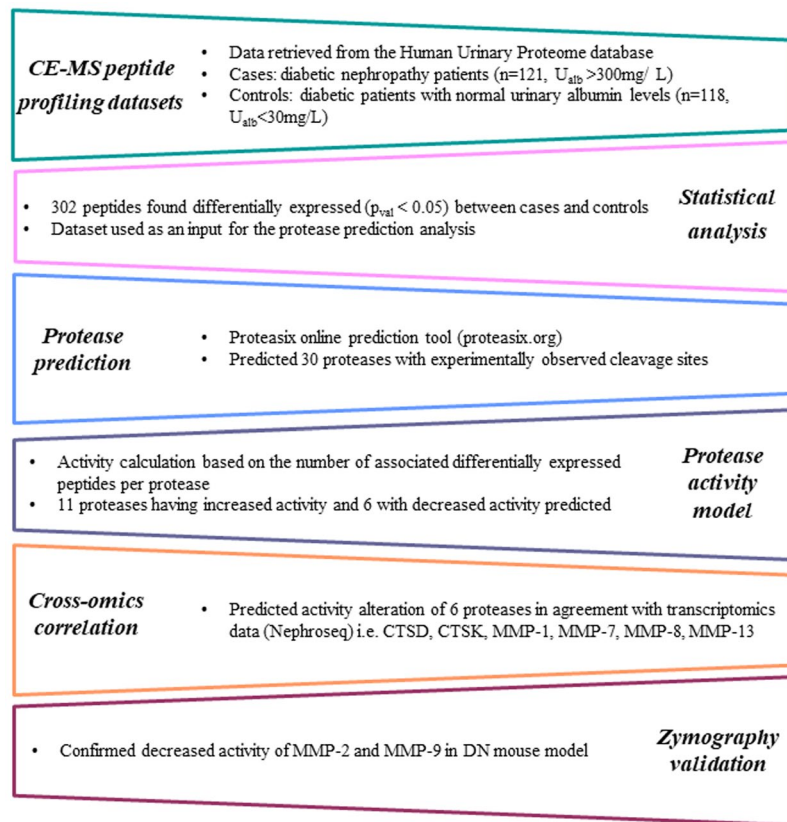 CE-MS peptide
profiling datasets
• Data retrieved from the Human Urinary Proteome database
• Cases: diabetic nephropathy patients (n=121, Ualb >300mg/ L)
• Controls: diabetic patients with normal urinary albumin levels (n=118,
Ualb<30mg/L)
• 302 peptides found differentially expressed (pval < 0.05) between cases and controls
• Dataset used as an input for the protease prediction analysis
Statistical
analysis
Protease
prediction
• Proteasix online prediction tool (proteasix.org)
• Predicted 30 proteases with experimentally observed cleavage sites
• Activity calculation based on the number of associated differentially expressed
peptides per protease
• 11 proteases having increased activity and 6 with decreased activity predicted
Protease
activity
model
Cross-omics
correlation
• Predicted activity alteration of 6 proteases in agreement with transcriptomics
data (Nephroseq) i.e. CTSD, CTSK, MMP-1, MMP-7, MMP-8, MMP-13
• Confirmed decreased activity of MMP-2 and MMP-9 in DN mouse model
Zymography
validation